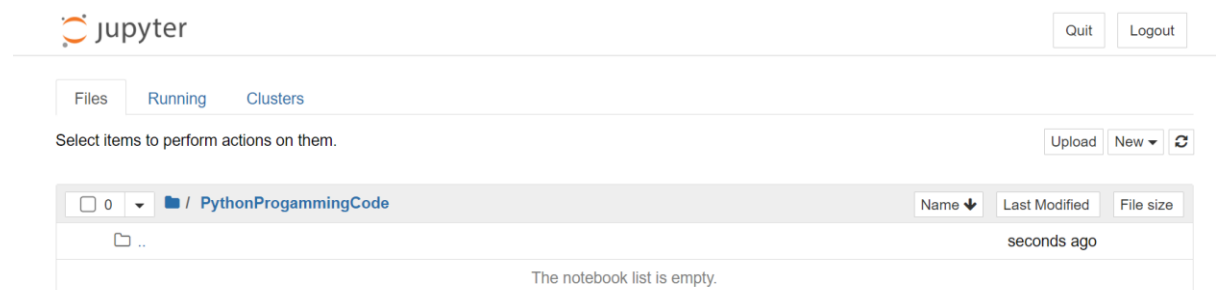 jupyter
Quit Logout
Files Running Clusters
Select items to perform actions on them.
Upload New
0 / PythonProgammingCode Name Last Modified File size
.. seconds ago
The notebook list is empty.